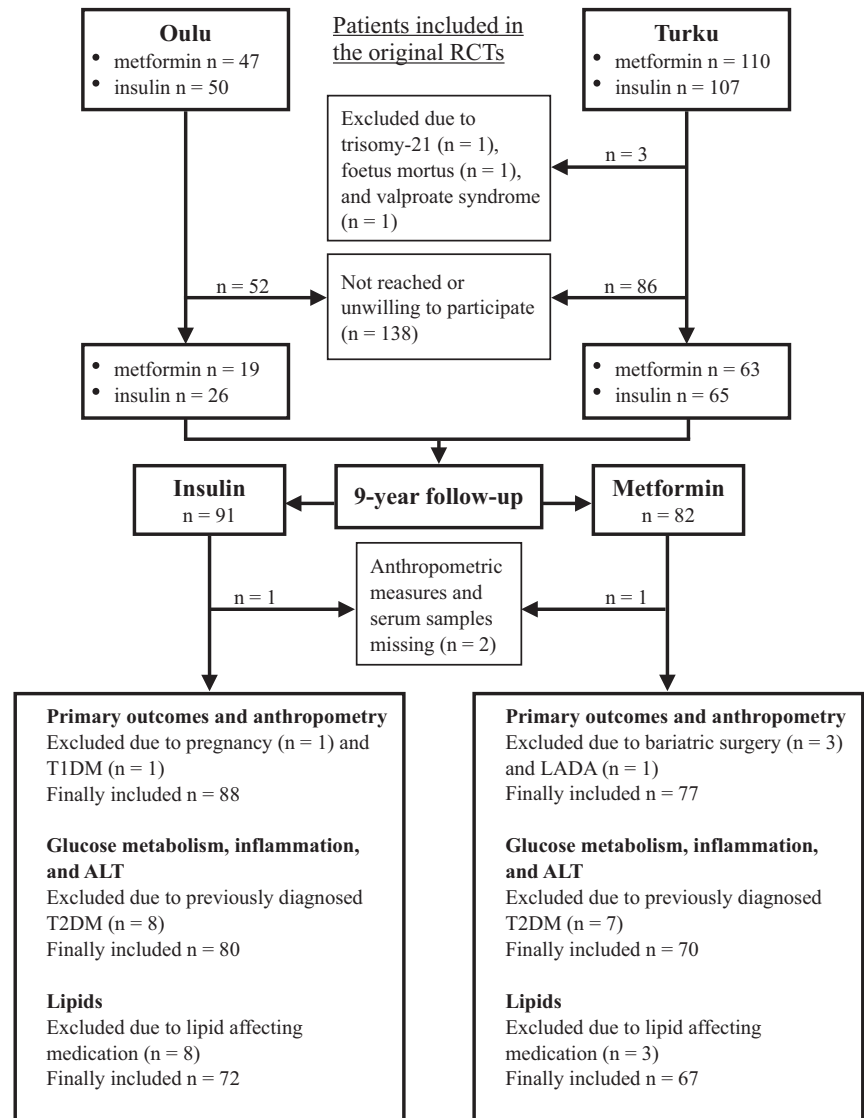 Oulu
• metformin n = 47
• insulin n = 50
Patients included in
the original RCTs
Turku
• metformin n = 110
• insulin n = 107
Excluded due to
trisomy-21 (n = 1),
foetus mortus (n = 1),
and valproate syndrome
(n = 1)
n = 3
n = 52
Not reached or
unwilling to participate
(n = 138)
n = 86
• metformin n = 19
• insulin n = 26
• metformin n = 63
• insulin n = 65
Insulin
n = 91
9-year follow-up
Metformin
n = 82
n = 1
Anthropometric
measures and
serum samples
missing (n = 2)
n = 1
Primary outcomes and anthropometry
Excluded due to pregnancy (n = 1) and
T1DM (n = 1)
Finally included n = 88
Glucose metabolism, inflammation,
and ALT
Excluded due to previously diagnosed
T2DM (n = 8)
Finally included n = 80
Lipids
Excluded due to lipid affecting
medication (n = 8)
Finally included n = 72
Primary outcomes and anthropometry
Excluded due to bariatric surgery (n = 3)
and LADA (n = 1)
Finally included n = 77
Glucose metabolism, inflammation,
and ALT
Excluded due to previously diagnosed
T2DM (n = 7)
Finally included n = 70
Lipids
Excluded due to lipid affecting
medication (n = 3)
Finally included n = 67